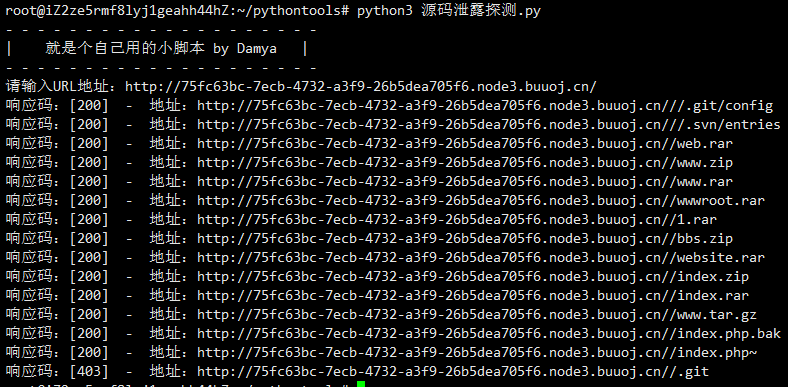 root@iZ2ze5rmf8lyj1geahh44hZ:~/pythontools# python3 源码泄露探测.py
- - - - - - - - - - - - - - - - - - - - -
|    就是个自己用的小脚本 by Damya    |
- - - - - - - - - - - - - - - - - - - - -
请输入URL地址：http://75fc63bc-7ecb-4732-a3f9-26b5dea705f6.node3.buuoj.cn/
响应码：[200]  -  地址：http://75fc63bc-7ecb-4732-a3f9-26b5dea705f6.node3.buuoj.cn///.git/config
响应码：[200]  -  地址：http://75fc63bc-7ecb-4732-a3f9-26b5dea705f6.node3.buuoj.cn///.svn/entries
响应码：[200]  -  地址：http://75fc63bc-7ecb-4732-a3f9-26b5dea705f6.node3.buuoj.cn//web.rar
响应码：[200]  -  地址：http://75fc63bc-7ecb-4732-a3f9-26b5dea705f6.node3.buuoj.cn//www.zip
响应码：[200]  -  地址：http://75fc63bc-7ecb-4732-a3f9-26b5dea705f6.node3.buuoj.cn//www.rar
响应码：[200]  -  地址：http://75fc63bc-7ecb-4732-a3f9-26b5dea705f6.node3.buuoj.cn//wwwroot.rar
响应码：[200]  -  地址：http://75fc63bc-7ecb-4732-a3f9-26b5dea705f6.node3.buuoj.cn//1.rar
响应码：[200]  -  地址：http://75fc63bc-7ecb-4732-a3f9-26b5dea705f6.node3.buuoj.cn//bbs.zip
响应码：[200]  -  地址：http://75fc63bc-7ecb-4732-a3f9-26b5dea705f6.node3.buuoj.cn//website.rar
响应码：[200]  -  地址：http://75fc63bc-7ecb-4732-a3f9-26b5dea705f6.node3.buuoj.cn//index.zip
响应码：[200]  -  地址：http://75fc63bc-7ecb-4732-a3f9-26b5dea705f6.node3.buuoj.cn//index.rar
响应码：[200]  -  地址：http://75fc63bc-7ecb-4732-a3f9-26b5dea705f6.node3.buuoj.cn//www.tar.gz
响应码：[200]  -  地址：http://75fc63bc-7ecb-4732-a3f9-26b5dea705f6.node3.buuoj.cn//index.php.bak
响应码：[200]  -  地址：http://75fc63bc-7ecb-4732-a3f9-26b5dea705f6.node3.buuoj.cn//index.php~
响应码：[403]  -  地址：http://75fc63bc-7ecb-4732-a3f9-26b5dea705f6.node3.buuoj.cn//.git